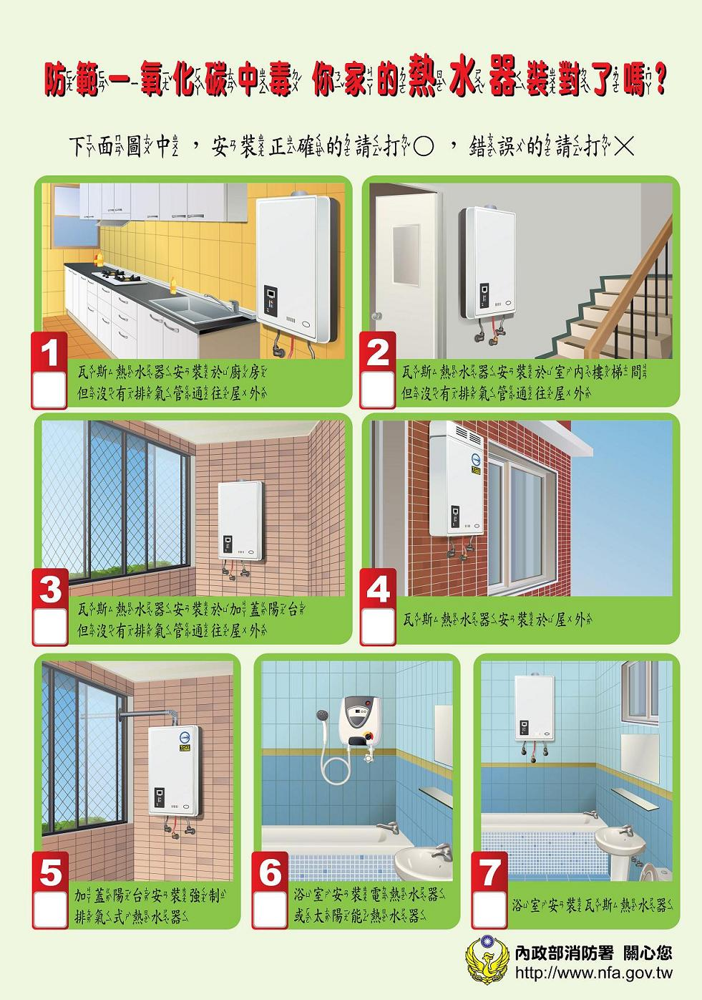 防範一氧化碳中毒 你家的熱水器裝對了嗎?
下面圖中，安裝正確的請打○，錯誤的請打╳
1
瓦斯熱水器安裝於廚房
但沒有排氣管通往屋外
2
瓦斯熱水器安裝於室內樓梯間
但沒有排氣管通往屋外
3
瓦斯熱水器安裝於加蓋陽台
但沒有排氣管通往屋外
4
瓦斯熱水器安裝於屋外
5
加蓋陽台安裝強制
排氣式熱水器
6
浴室安裝電熱水器
或太陽能熱水器
7
浴室安裝瓦斯熱水器
內政部消防署 關心您
http://www.nfa.gov.tw